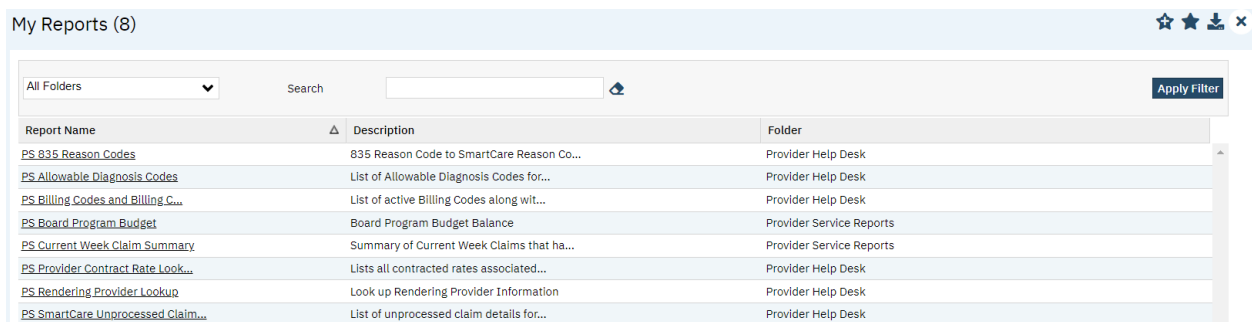 My Reports (8)
All Folders Search Apply Filter
Report Name Description Folder
PS 835 Reason Codes 835 Reason Code to SmartCare Reason Co... Provider Help Desk
PS Allowable Diagnosis Codes List of Allowable Diagnosis Codes for... Provider Help Desk
PS Billing Codes and Billing C... List of active Billing Codes along wit... Provider Help Desk
PS Board Program Budget Board Program Budget Balance Provider Service Reports
PS Current Week Claim Summary Summary of Current Week Claims that ha... Provider Service Reports
PS Provider Contract Rate Look... Lists all contracted rates associated... Provider Help Desk
PS Rendering Provider Lookup Look up Rendering Provider Information Provider Help Desk
PS SmartCare Unprocessed Claim... List of unprocessed claim details for... Provider Help Desk